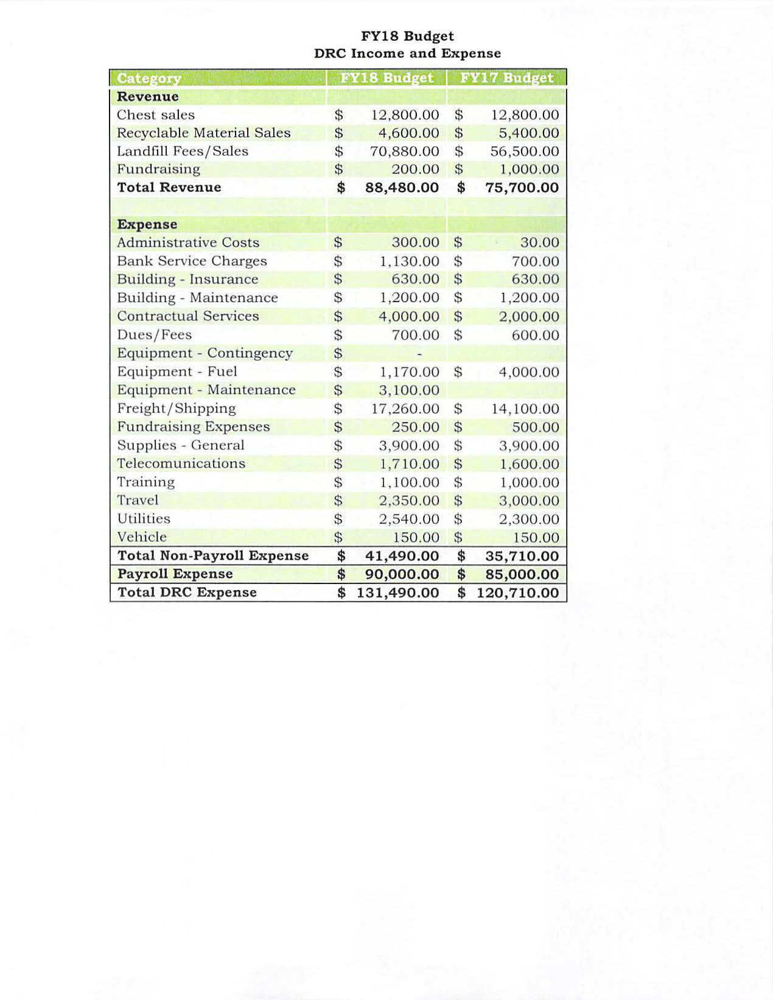 FY18 Budget
DRC Income and Expense
Category FY18 Budget FY17 Budget
Revenue
Chest sales $ 12,800.00 $ 12,800.00
Recyclable Material Sales $ 4,600.00 $ 5,400.00
Landfill Fees/Sales $ 70,880.00 $ 56,500.00
Fundraising $ 200.00 $ 1,000.00
Total Revenue $ 88,480.00 $ 75,700.00
Expense
Administrative Costs $ 300.00 $ 30.00
Bank Service Charges $ 1,130.00 $ 700.00
Building - Insurance $ 630.00 $ 630.00
Building - Maintenance $ 1,200.00 $ 1,200.00
Contractual Services $ 4,000.00 $ 2,000.00
Dues/Fees $ 700.00 $ 600.00
Equipment - Contingency $ -
Equipment - Fuel $ 1,170.00 $ 4,000.00
Equipment - Maintenance $ 3,100.00
Freight/Shipping $ 17,260.00 $ 14,100.00
Fundraising Expenses $ 250.00 $ 500.00
Supplies - General $ 3,900.00 $ 3,900.00
Telecomunications $ 1,710.00 $ 1,600.00
Training $ 1,100.00 $ 1,000.00
Travel $ 2,350.00 $ 3,000.00
Utilities $ 2,540.00 $ 2,300.00
Vehicle $ 150.00 $ 150.00
Total Non-Payroll Expense $ 41,490.00 $ 35,710.00
Payroll Expense $ 90,000.00 $ 85,000.00
Total DRC Expense $ 131,490.00 $ 120,710.00